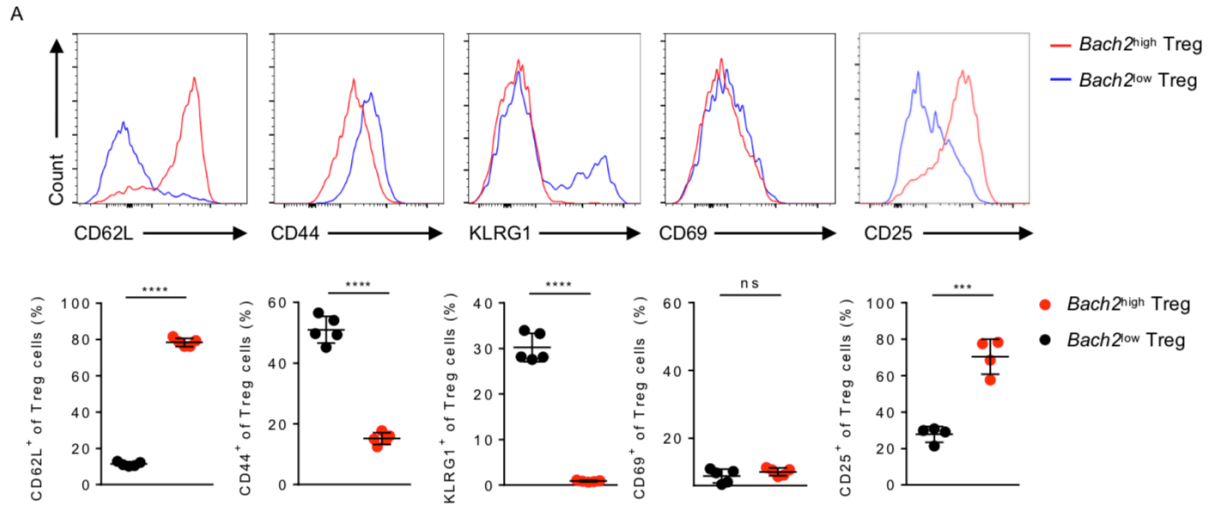 A
Count
CD62L
CD44
KLRG1
CD69
CD25
Bach2high Treg
Bach2low Treg
CD62L+ of Treg cells (%)
100
80
60
40
20
0
****
CD44+ of Treg cells (%)
60
40
20
0
****
KLRG1+ of Treg cells (%)
40
30
20
10
0
****
CD69+ of Treg cells (%)
60
40
20
ns
CD25+ of Treg cells (%)
100
80
60
40
20
0
***
Bach2high Treg
Bach2low Treg